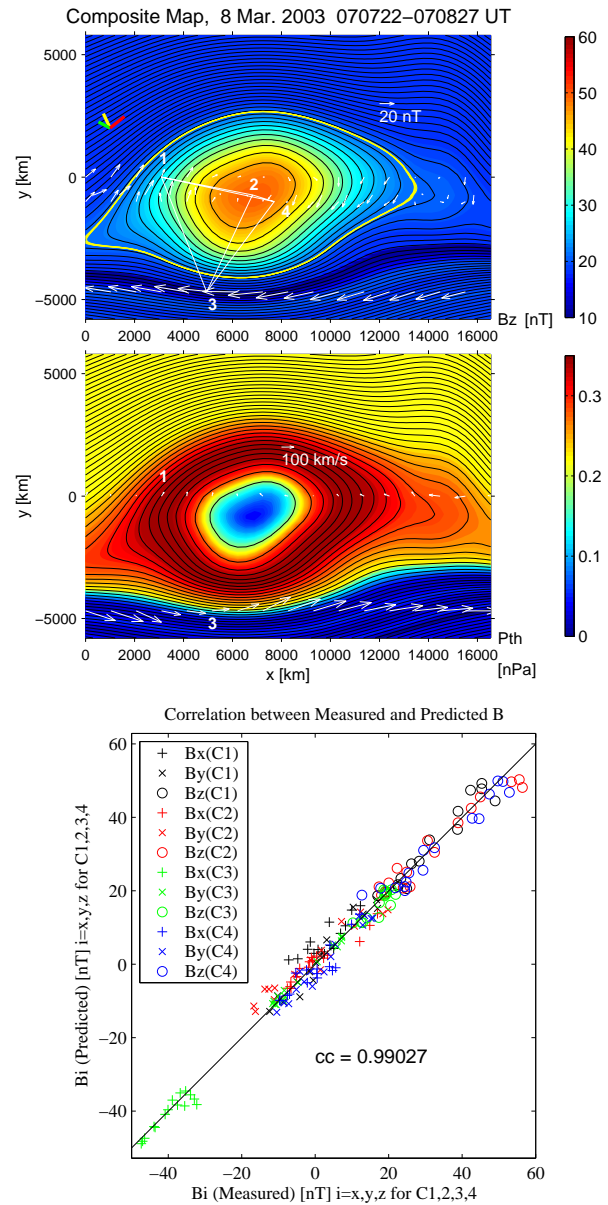 Composite Map, 8 Mar. 2003 070722−070827 UT
5000
0
−5000
y [km]
20 nT
1
2
4
3
0 2000 4000 6000 8000 10000 12000 14000 16000
Bz [nT]
60
50
40
30
20
10
5000
0
−5000
y [km]
1
100 km/s
3
0 2000 4000 6000 8000 10000 12000 14000 16000
x [km]
Pth
[nPa]
0.3
0.2
0.1
0
Correlation between Measured and Predicted B
Bx(C1)
By(C1)
Bz(C1)
Bx(C2)
By(C2)
Bz(C2)
Bx(C3)
By(C3)
Bz(C3)
Bx(C4)
By(C4)
Bz(C4)
60
40
20
0
−20
−40
Bi (Predicted) [nT] i=x,y,z for C1,2,3,4
cc = 0.99027
−40 −20 0 20 40 60
Bi (Measured) [nT] i=x,y,z for C1,2,3,4